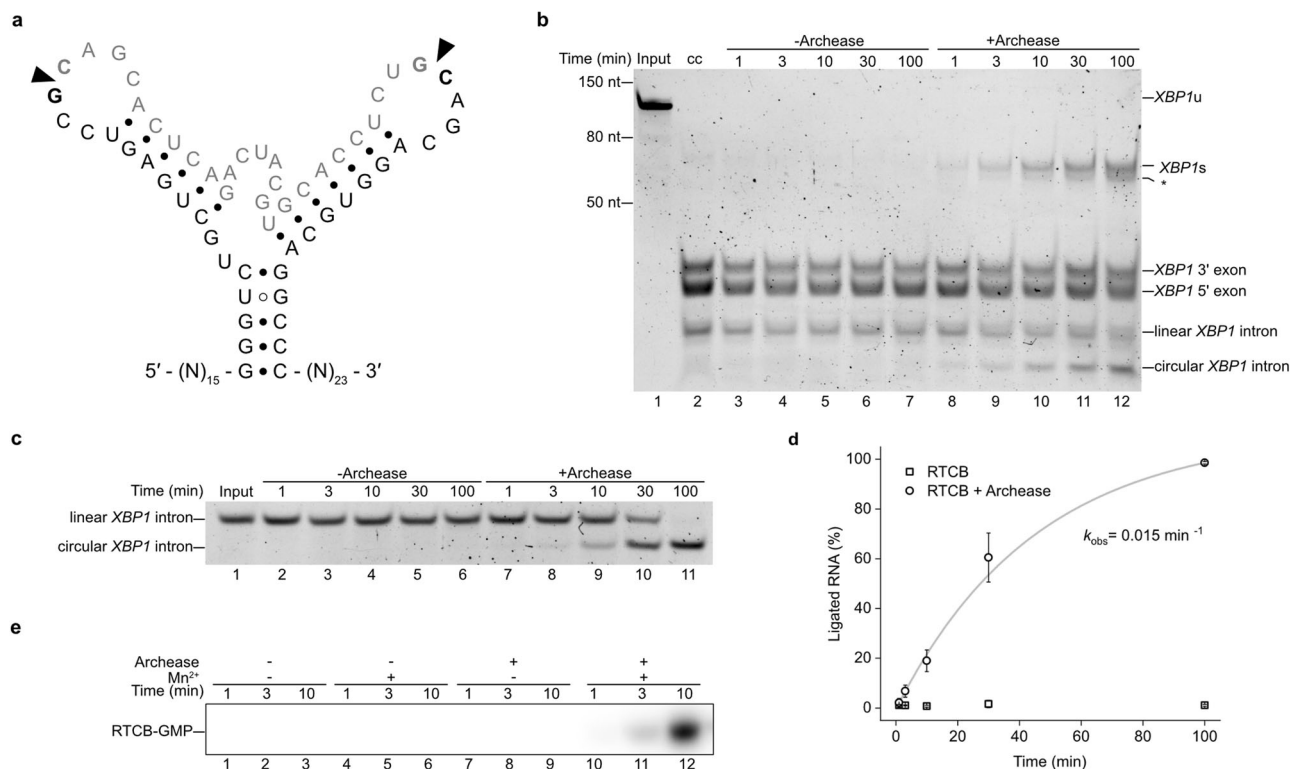 a
C A G C A C U C A G A C U A C G U G C A C C U C U G
G C C U G A G U C G U C U G G G
C A G C A G G U G C A G G C C C
5′ - (N)15 G • C (N)23 - 3′
b
-Archease +Archease
Time (min) Input cc 1 3 10 30 100 1 3 10 30 100
150 nt
80 nt
50 nt
XBP1u
XBP1s
*
XBP1 3' exon
XBP1 5' exon
linear XBP1 intron
circular XBP1 intron
1 2 3 4 5 6 7 8 9 10 11 12
c
-Archease +Archease
Time (min) Input 1 3 10 30 100 1 3 10 30 100
linear XBP1 intron
circular XBP1 intron
1 2 3 4 5 6 7 8 9 10 11
d
100
80
60
40
20
0
Ligated RNA (%)
RTCB
RTCB + Archease
kobs= 0.015 min -1
0 20 40 60 80 100
Time (min)
e
Archease - - + +
Mn2+ - + - +
Time (min) 1 3 10 1 3 10 1 3 10 1 3 10
RTCB-GMP
1 2 3 4 5 6 7 8 9 10 11 12